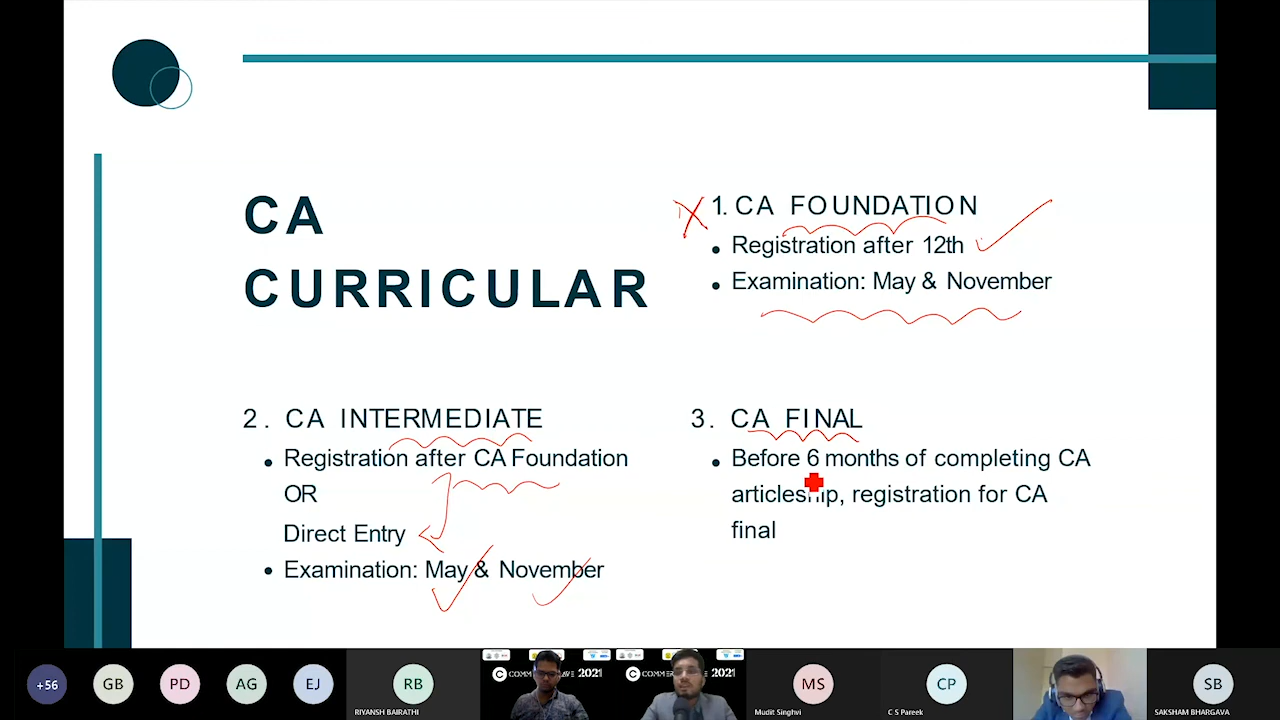 CA
CURRICULAR
1. CA FOUNDATION
• Registration after 12th
• Examination: May & November
2. CA INTERMEDIATE
• Registration after CA Foundation
OR
Direct Entry
• Examination: May & November
3. CA FINAL
• Before 6 months of completing CA
articleship, registration for CA
final
+56
GB
PD
AG
EJ
RB
RIYANSH BAIRATHI
2021
2021
MS
Mudit Singhvi
CP
C S Pareek
SB
SAKSHAM BHARGAVA